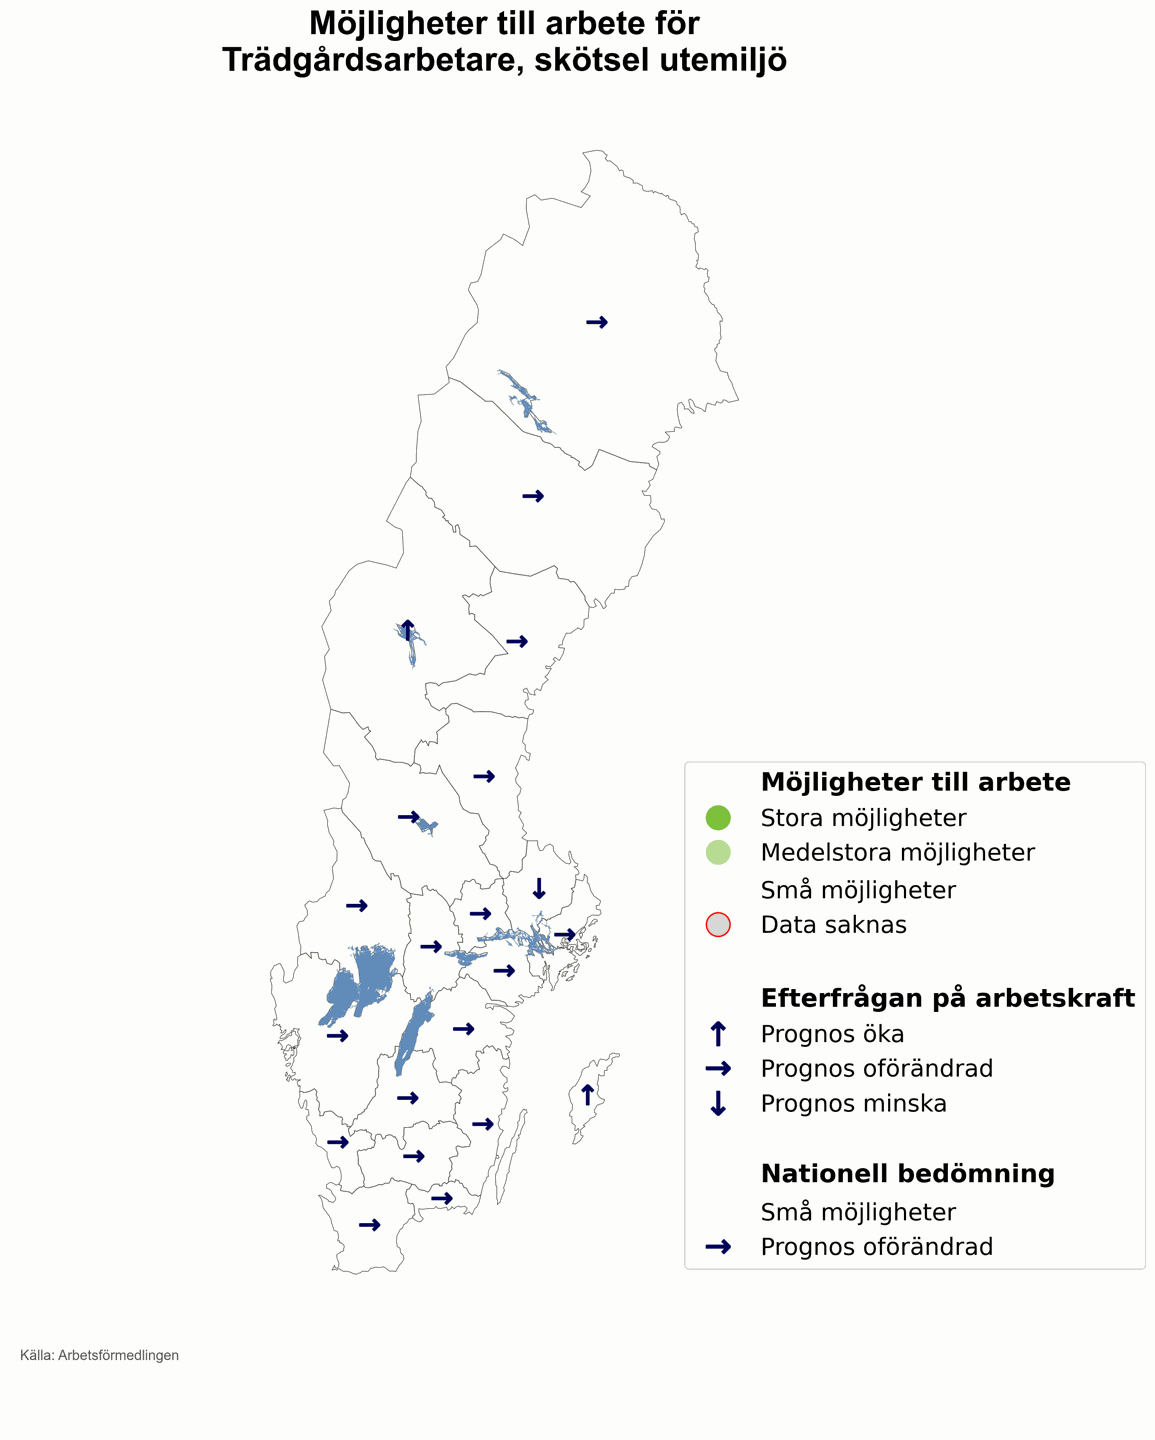 Möjligheter till arbete för
Trädgårdsarbetare, skötsel utemiljö
Möjligheter till arbete
Stora möjligheter
Medelstora möjligheter
Små möjligheter
Data saknas
Efterfrågan på arbetskraft
Prognos öka
Prognos oförändrad
Prognos minska
Nationell bedömning
Små möjligheter
Prognos oförändrad
Källa: Arbetsförmedlingen